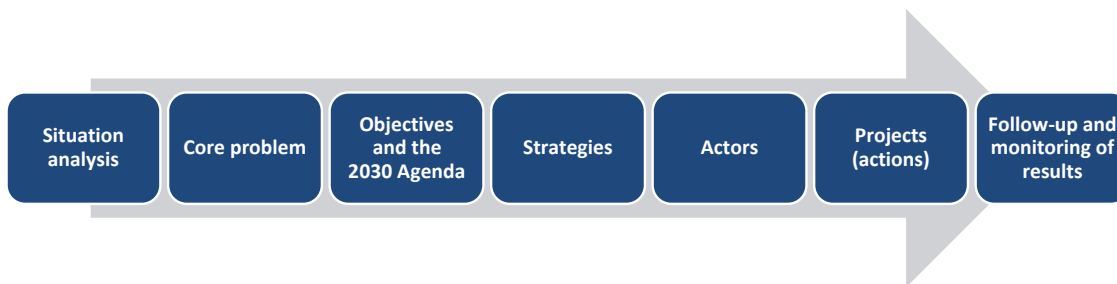 Situation
analysis
Core problem
Objectives
and the
2030 Agenda
Strategies
Actors
Projects
(actions)
Follow-up and
monitoring of
results